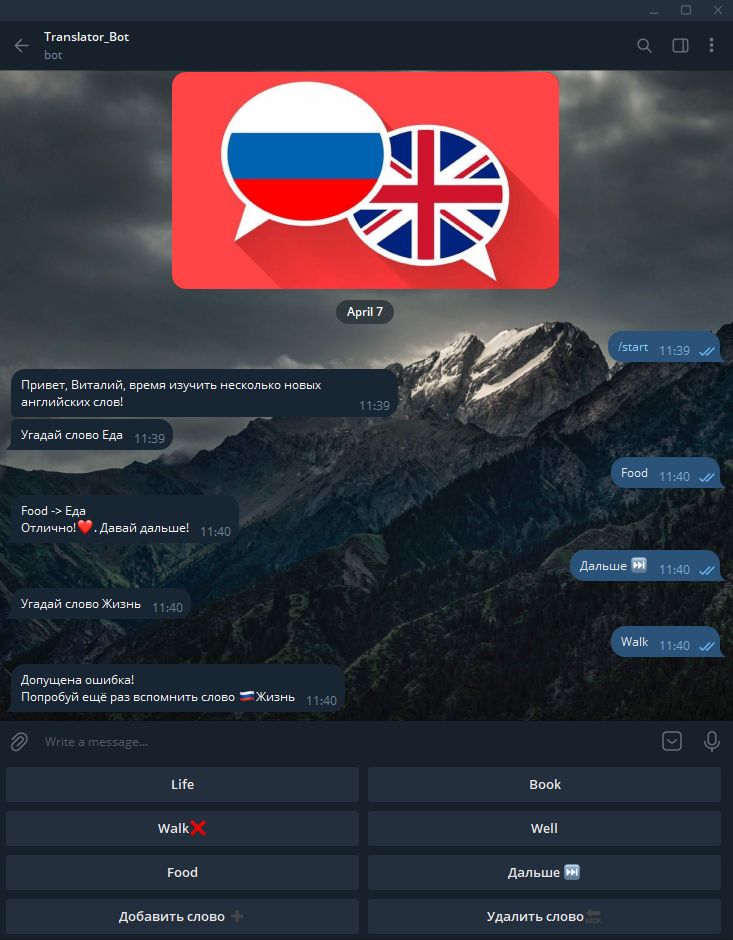 Translator_Bot
bot
April 7
/start 11:39
Привет, Виталий, время изучить несколько новых
английских слов! 11:39
Угадай слово Еда 11:39
Food 11:40
Food -> Еда
Отлично!❤️. Давай дальше! 11:40
Дальше ⏭️ 11:40
Угадай слово Жизнь 11:40
Walk 11:40
Допущена ошибка!
Попробуй ещё раз вспомнить слово 🇷🇺Жизнь 11:40
Write a message...
Life
Book
Walk❌
Well
Food
Дальше ⏭️
Добавить слово ➕
Удалить слово🔙